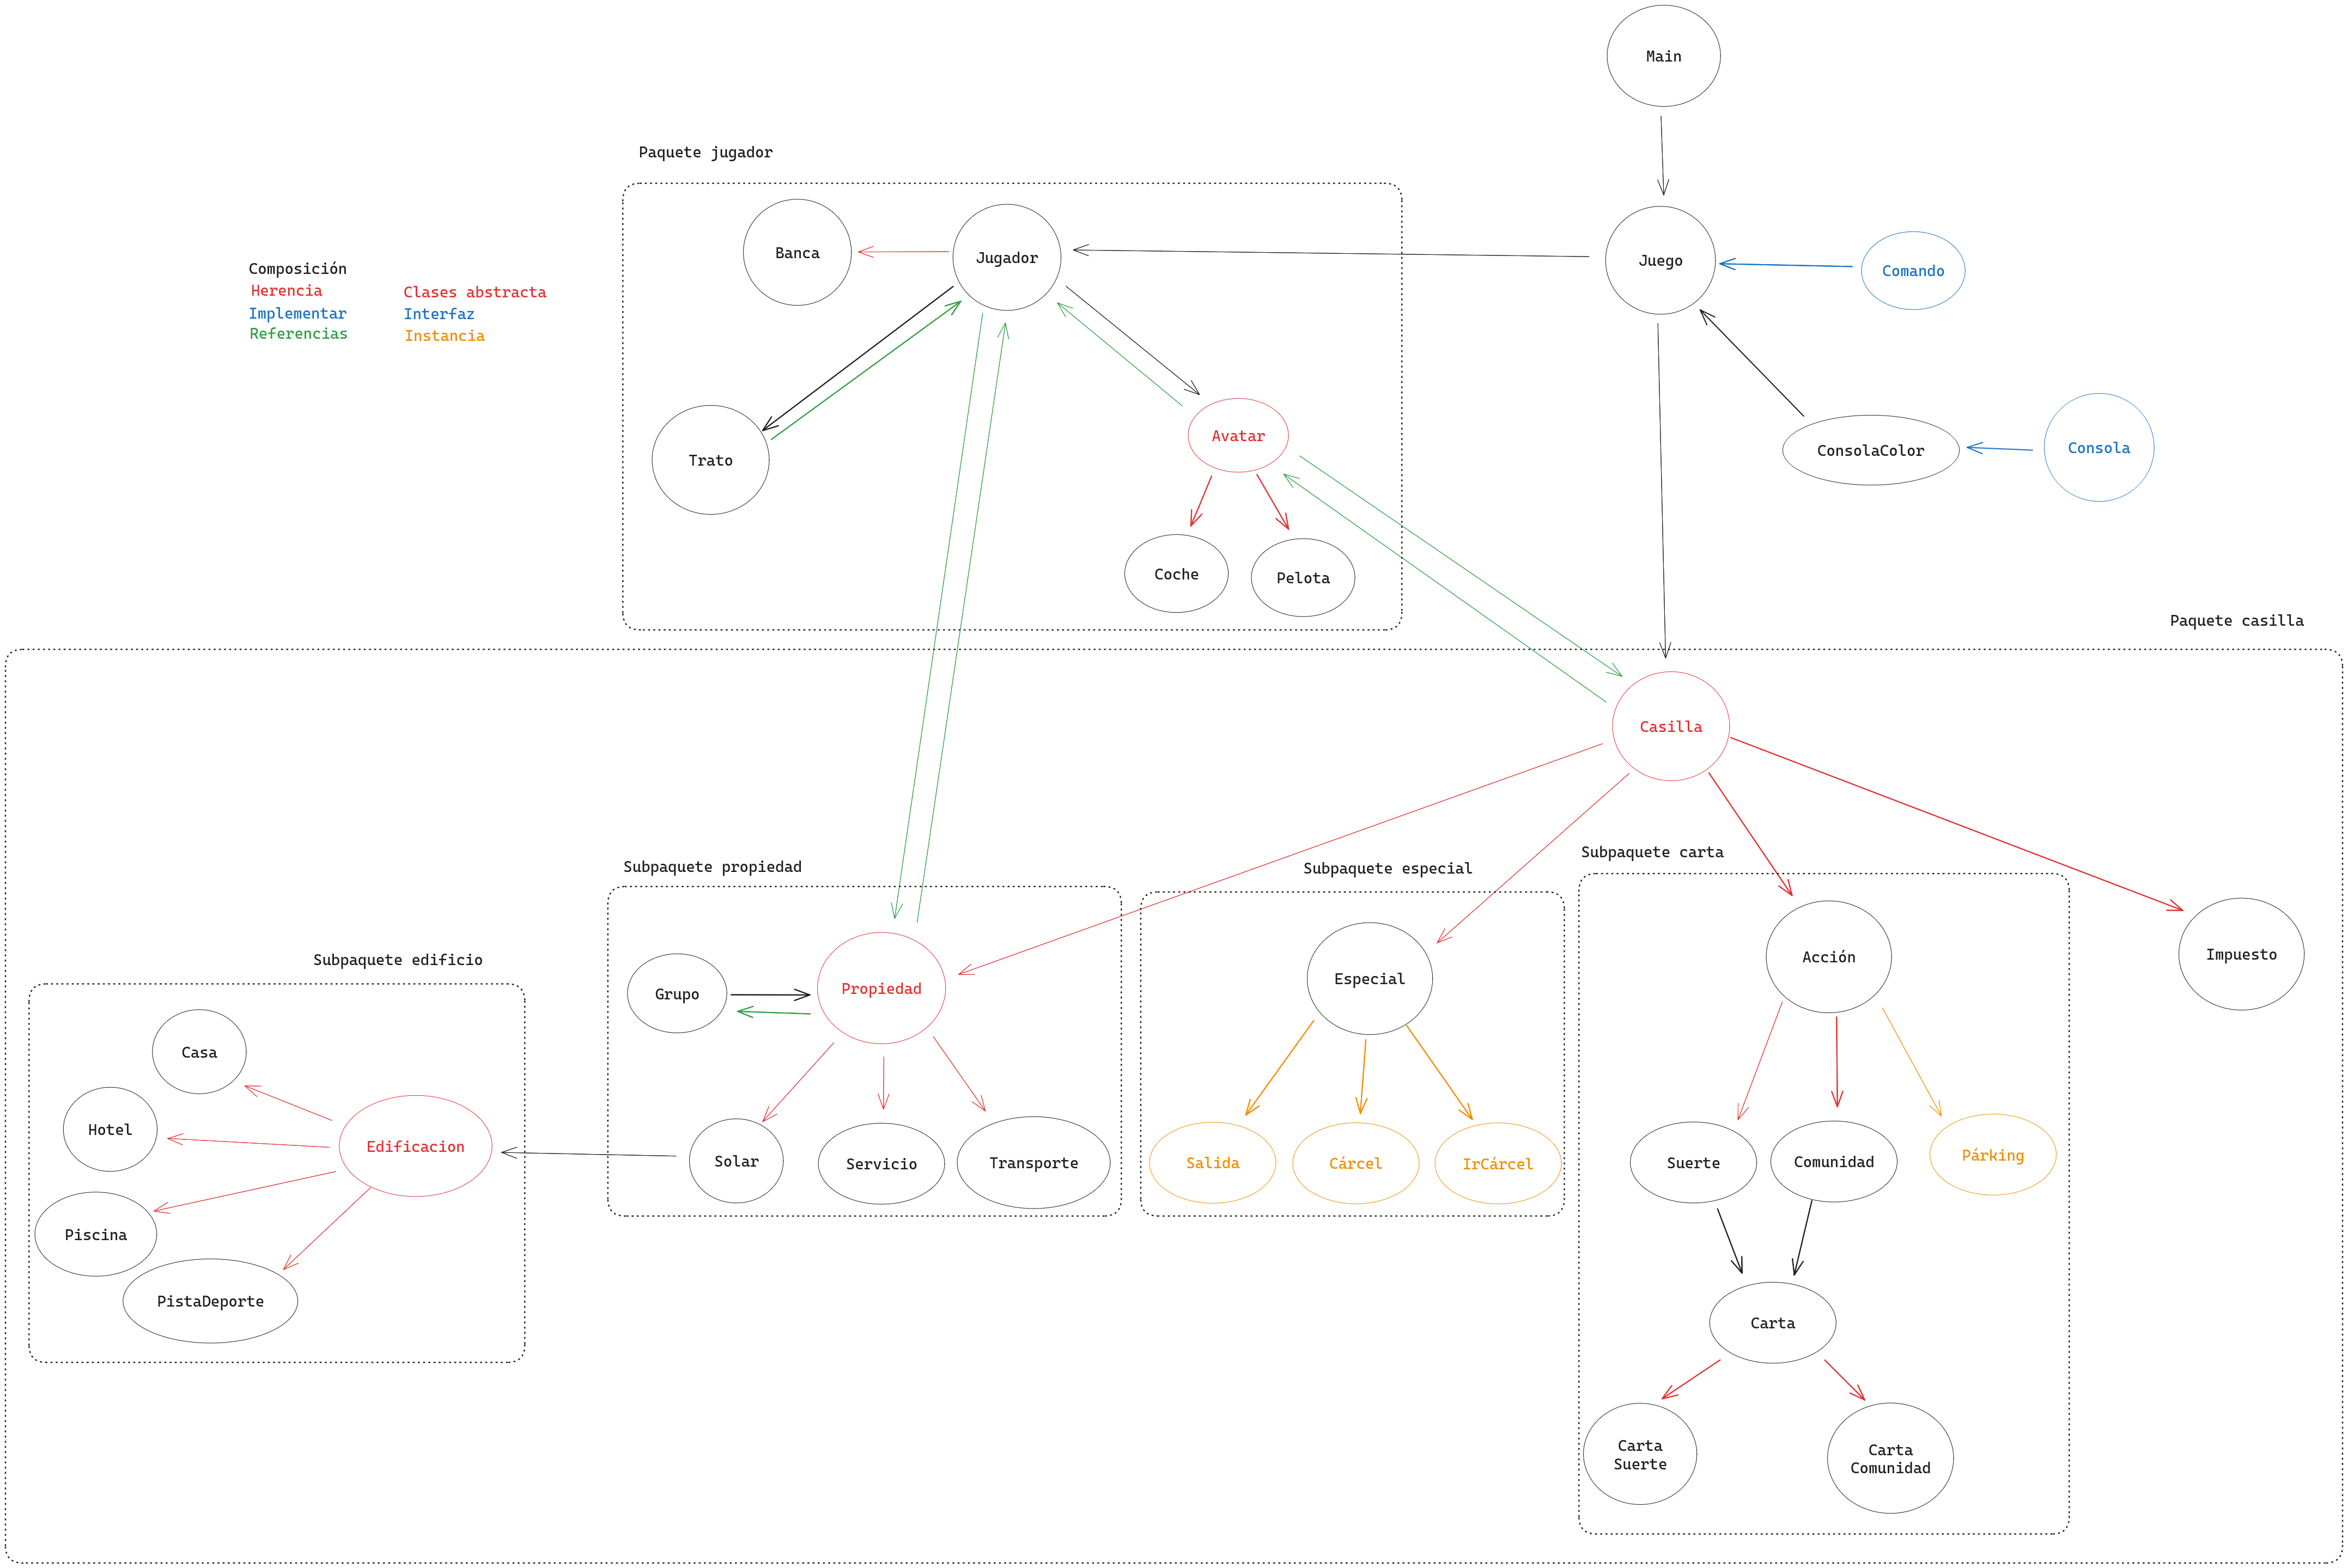 Main
Paquete jugador
Banca
Jugador
Juego
Comando
Composición
Herencia
Implementar
Referencias
Clases abstracta
Interfaz
Instancia
Trato
Avatar
ConsolaColor
Consola
Coche
Pelota
Paquete casilla
Casilla
Subpaquete propiedad
Subpaquete especial
Subpaquete carta
Subpaquete edificio
Grupo
Propiedad
Especial
Acción
Impuesto
Casa
Hotel
Edificacion
Piscina
PistaDeporte
Solar
Servicio
Transporte
Salida
Cárcel
IrCárcel
Suerte
Comunidad
Párking
Carta
Carta
Suerte
Carta
Comunidad